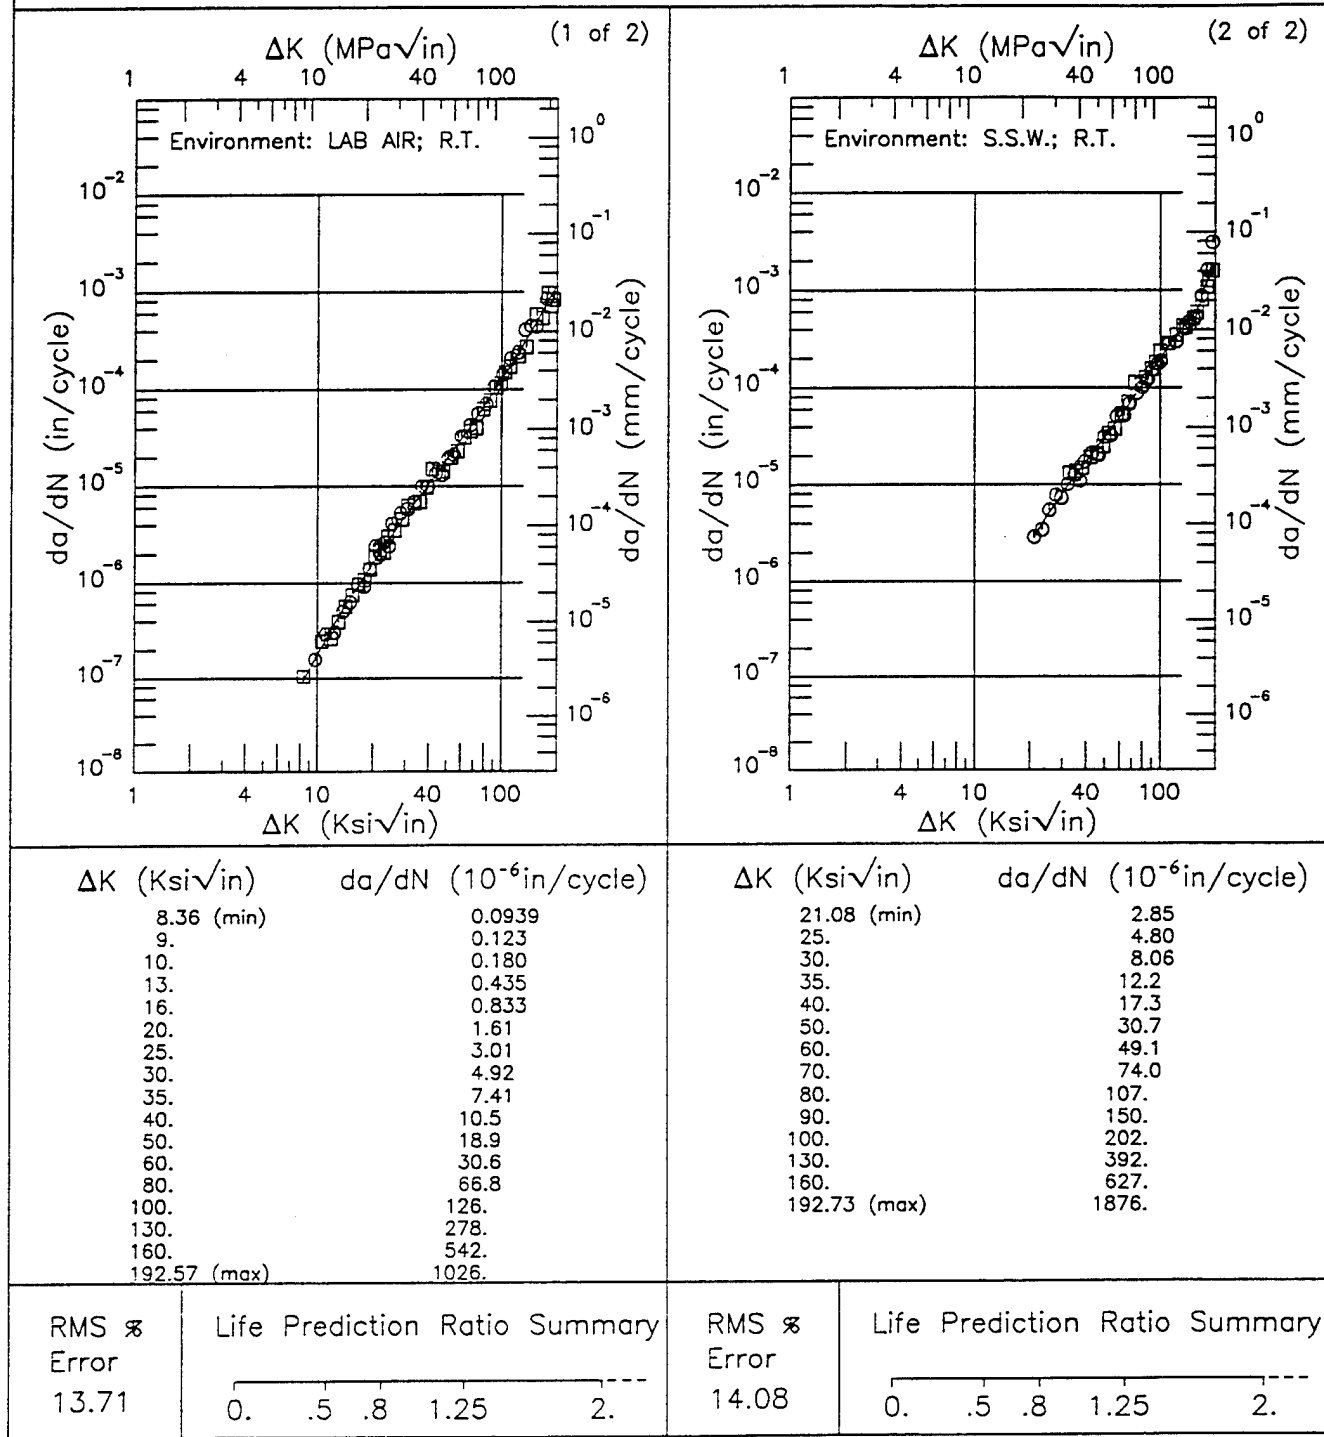 (1 of 2)
ΔK (MPa√in)
1 4 10 40 100
Environment: LAB AIR; R.T.
10⁰
10⁻²
10⁻¹
10⁻³
10⁻²
10⁻⁴
10⁻³
10⁻⁵
10⁻⁴
10⁻⁶
10⁻⁵
10⁻⁷
10⁻⁶
10⁻⁸
da/dN (in/cycle)
da/dN (mm/cycle)
1 4 10 40 100
ΔK (Ksi√in)
ΔK (Ksi√in) da/dN (10⁻⁶in/cycle)
8.36 (min) 0.0939
9. 0.123
10. 0.180
13. 0.435
16. 0.833
20. 1.61
25. 3.01
30. 4.92
35. 7.41
40. 10.5
50. 18.9
60. 30.6
80. 66.8
100. 126.
130. 278.
160. 542.
192.57 (max) 1026.
RMS %
Error
13.71
Life Prediction Ratio Summary
0. .5 .8 1.25 2.
(2 of 2)
ΔK (MPa√in)
1 4 10 40 100
Environment: S.S.W.; R.T.
10⁰
10⁻²
10⁻¹
10⁻³
10⁻²
10⁻⁴
10⁻³
10⁻⁵
10⁻⁴
10⁻⁶
10⁻⁵
10⁻⁷
10⁻⁶
10⁻⁸
da/dN (in/cycle)
da/dN (mm/cycle)
1 4 10 40 100
ΔK (Ksi√in)
ΔK (Ksi√in) da/dN (10⁻⁶in/cycle)
21.08 (min) 2.85
25. 4.80
30. 8.06
35. 12.2
40. 17.3
50. 30.7
60. 49.1
70. 74.0
80. 107.
90. 150.
100. 202.
130. 392.
160. 627.
192.73 (max) 1876.
RMS %
Error
14.08
Life Prediction Ratio Summary
0. .5 .8 1.25 2.